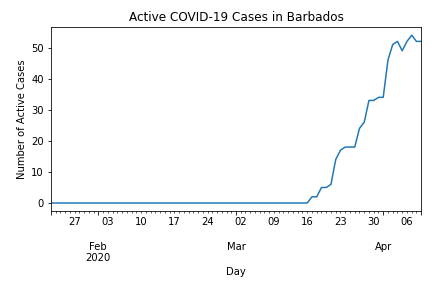 Active COVID-19 Cases in Barbados
Number of Active Cases
50
40
30
20
10
0
27 03 10 17 24 02 09 16 23 30 06
Feb Mar Apr
2020
Day